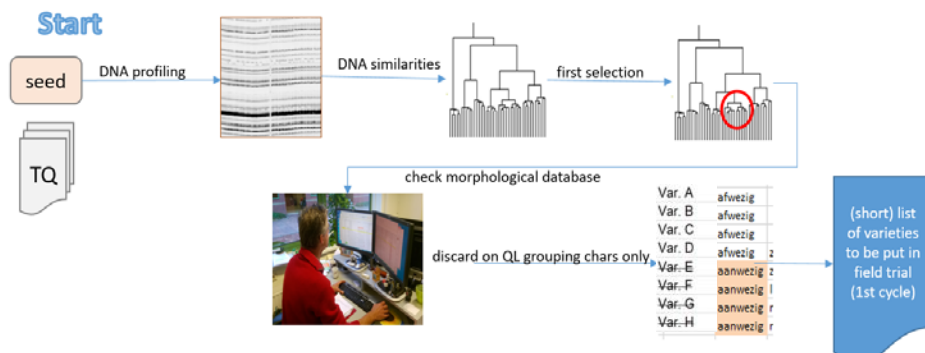 Start
seed
DNA profiling
DNA similarities
first selection
TQ
check morphological database
discard on QL grouping chars only
Var. A afwezig
Var. B afwezig
Var. C afwezig
Var. D afwezig z
Var. E aanwezig z
Var. F aanwezig l
Var. G aanwezig r
Var. H aanwezig r
(short) list
of varieties
to be put in
field trial
(1st cycle)